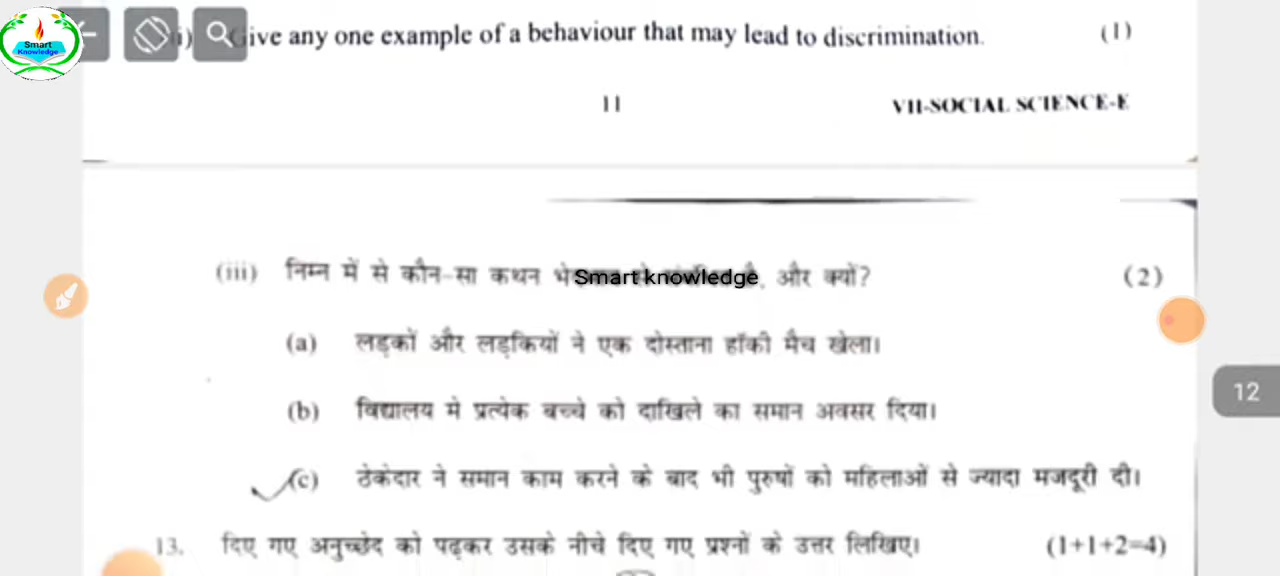 Smart
Knowledge
ii) Give any one example of a behaviour that may lead to discrimination. (1)
11 VII-SOCIAL SCIENCE-E
(iii) निम्न में से कौन-सा कथन Smart knowledge, और क्यों? (2)
(a) लड़कों और लड़कियों ने एक दोस्ताना हॉकी मैच खेला।
(b) विद्यालय मे प्रत्येक बच्चे को दाखिले का समान अवसर दिया।
(c) ठेकेदार ने समान काम करने के बाद भी पुरुषों को महिलाओं से ज्यादा मजदूरी दी।
12
13. दिए गए अनुच्छेद को पढ़कर उसके नीचे दिए गए प्रश्नों के उत्तर लिखिए। (1+1+2=4)